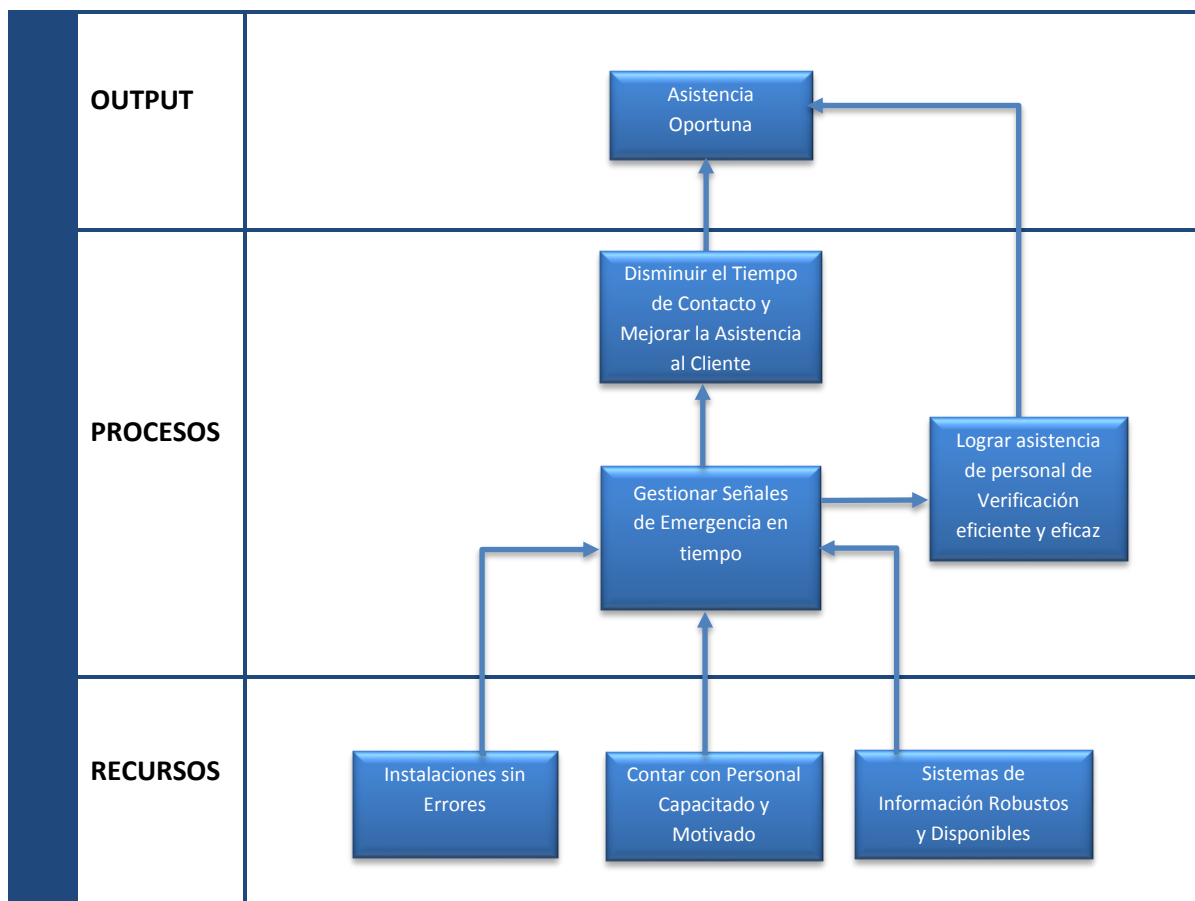 OUTPUT
Asistencia
Oportuna
PROCESOS
Disminuir el Tiempo
de Contacto y
Mejorar la Asistencia
al Cliente
Gestionar Señales
de Emergencia en
tiempo
Lograr asistencia
de personal de
Verificación
eficiente y eficaz
RECURSOS
Instalaciones sin
Errores
Contar con Personal
Capacitado y
Motivado
Sistemas de
Información Robustos
y Disponibles